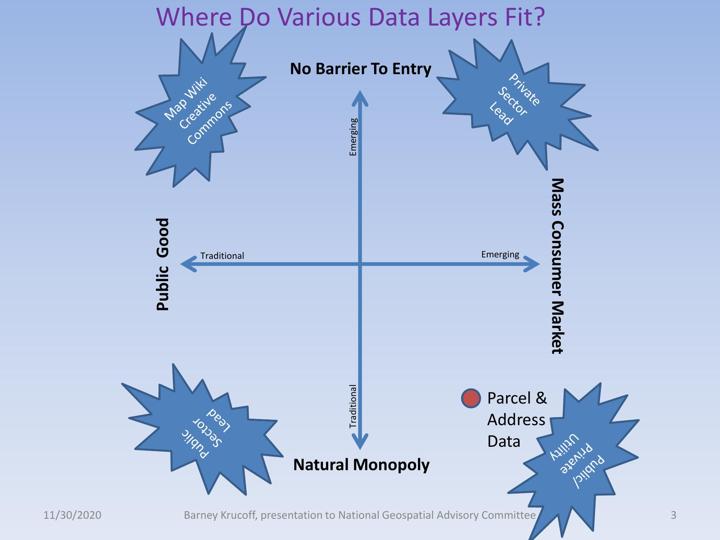 Where Do Various Data Layers Fit?
Map Wiki
Creative
Commons
No Barrier To Entry
Private
Sector
Lead
Emerging
Public Good
Traditional
Emerging
Mass Consumer Market
Traditional
Public
Sector
Lead
Natural Monopoly
Parcel &
Address
Data
Public/
Private
Utility
11/30/2020
Barney Krucoff, presentation to National Geospatial Advisory Committee
3